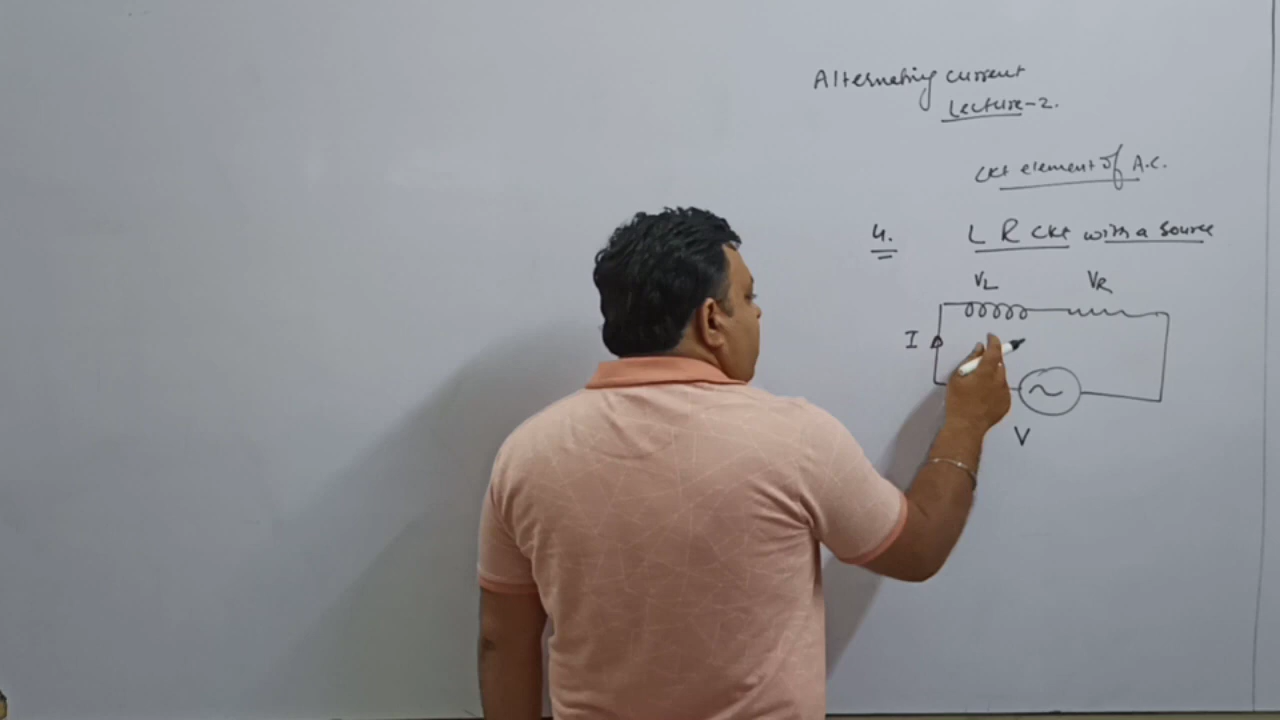 Alternating current
Lecture-2.
Ckt element of A.C.
4. L R Ckt with a source
VL VR
I
V